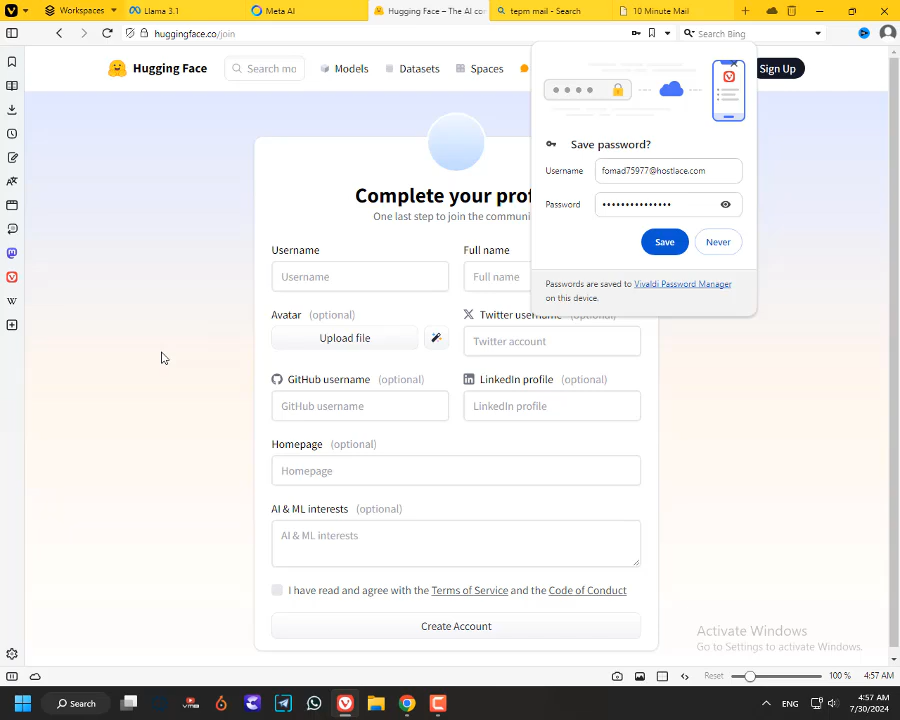 Workspaces
Llama 3.1
Meta AI
Hugging Face – The AI co
tepm mail - Search
10 Minute Mail
huggingface.co/join
Search Bing
Hugging Face
Search mo
Models
Datasets
Spaces
Sign Up
Save password?
Username
fomad75977@hostlace.com
Password
Save
Never
Passwords are saved to Vivaldi Password Manager
on this device.
Complete your prof
One last step to join the communi
Username
Full name
Username
Full name
Avatar (optional)
Twitter username (optional)
Upload file
Twitter account
GitHub username (optional)
LinkedIn profile (optional)
GitHub username
LinkedIn profile
Homepage (optional)
Homepage
AI & ML interests (optional)
AI & ML interests
I have read and agree with the Terms of Service and the Code of Conduct
Create Account
Activate Windows
Go to Settings to activate Windows.
Reset
100 %
4:57 AM
Search
ENG
4:57 AM
7/30/2024